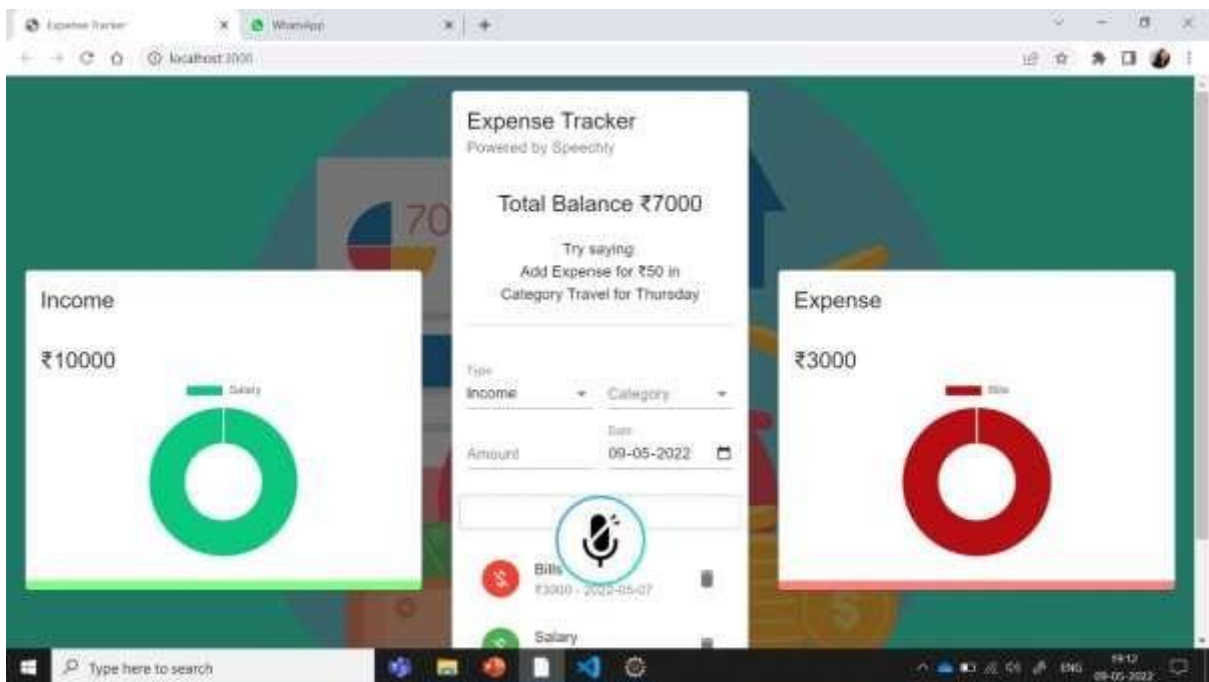 Expense Tracker
WhatsApp
localhost:3000
Expense Tracker
Powered by Speechly
Total Balance ₹7000
Try saying:
Add Expense for ₹50 in
Category Travel for Thursday
70
Income
₹10000
Salary
Type
Income
Category
Amount
Date
09-05-2022
Bills
₹3000 - 2022-05-07
Salary
Expense
₹3000
Bills
Type here to search
ENG
19:12
09-05-2022